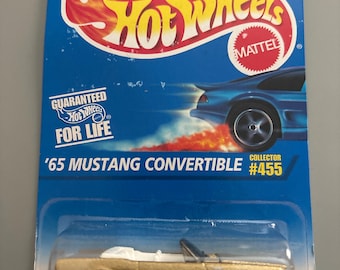 Hot Wheels
MATTEL
GUARANTEED
Hot Wheels
FOR LIFE
'65 MUSTANG CONVERTIBLE
COLLECTOR
#455